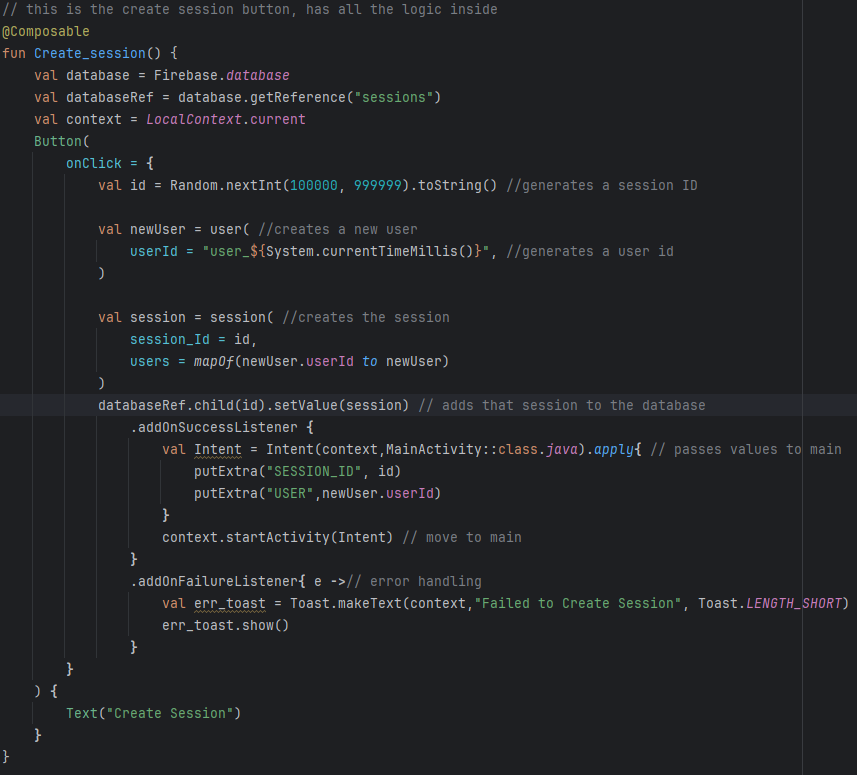 // this is the create session button, has all the logic inside
@Composable
fun Create_session() {
    val database = Firebase.database
    val databaseRef = database.getReference("sessions")
    val context = LocalContext.current
    Button(
        onClick = {
            val id = Random.nextInt(100000, 999999).toString() //generates a session ID

            val newUser = user( //creates a new user
                userId = "user_${System.currentTimeMillis()}", //generates a user id
            )

            val session = session( //creates the session
                session_Id = id,
                users = mapOf(newUser.userId to newUser)
            )
            databaseRef.child(id).setValue(session) // adds that session to the database
                .addOnSuccessListener {
                    val Intent = Intent(context,MainActivity::class.java).apply{ // passes values to main
                        putExtra("SESSION_ID", id)
                        putExtra("USER",newUser.userId)
                    }
                    context.startActivity(Intent) // move to main
                }
                .addOnFailureListener{ e ->// error handling
                    val err_toast = Toast.makeText(context,"Failed to Create Session", Toast.LENGTH_SHORT)
                    err_toast.show()
                }
        }
    ) {
        Text("Create Session")
    }
}